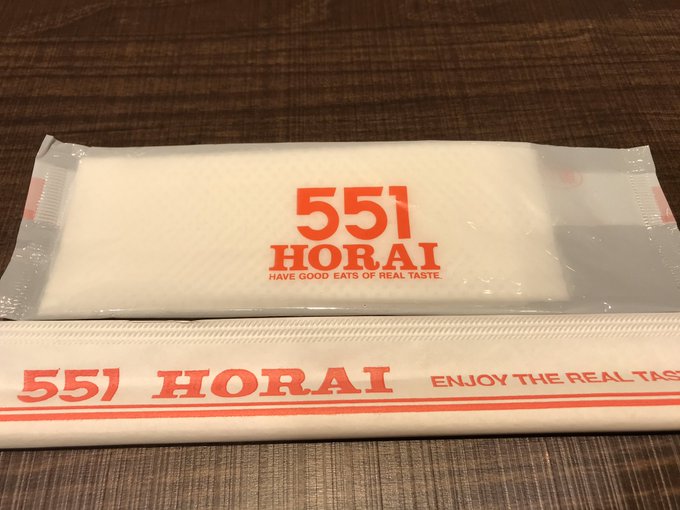 551
HORAI
HAVE GOOD EATS OF REAL TASTE.
551 HORAI ENJOY THE REAL TAS